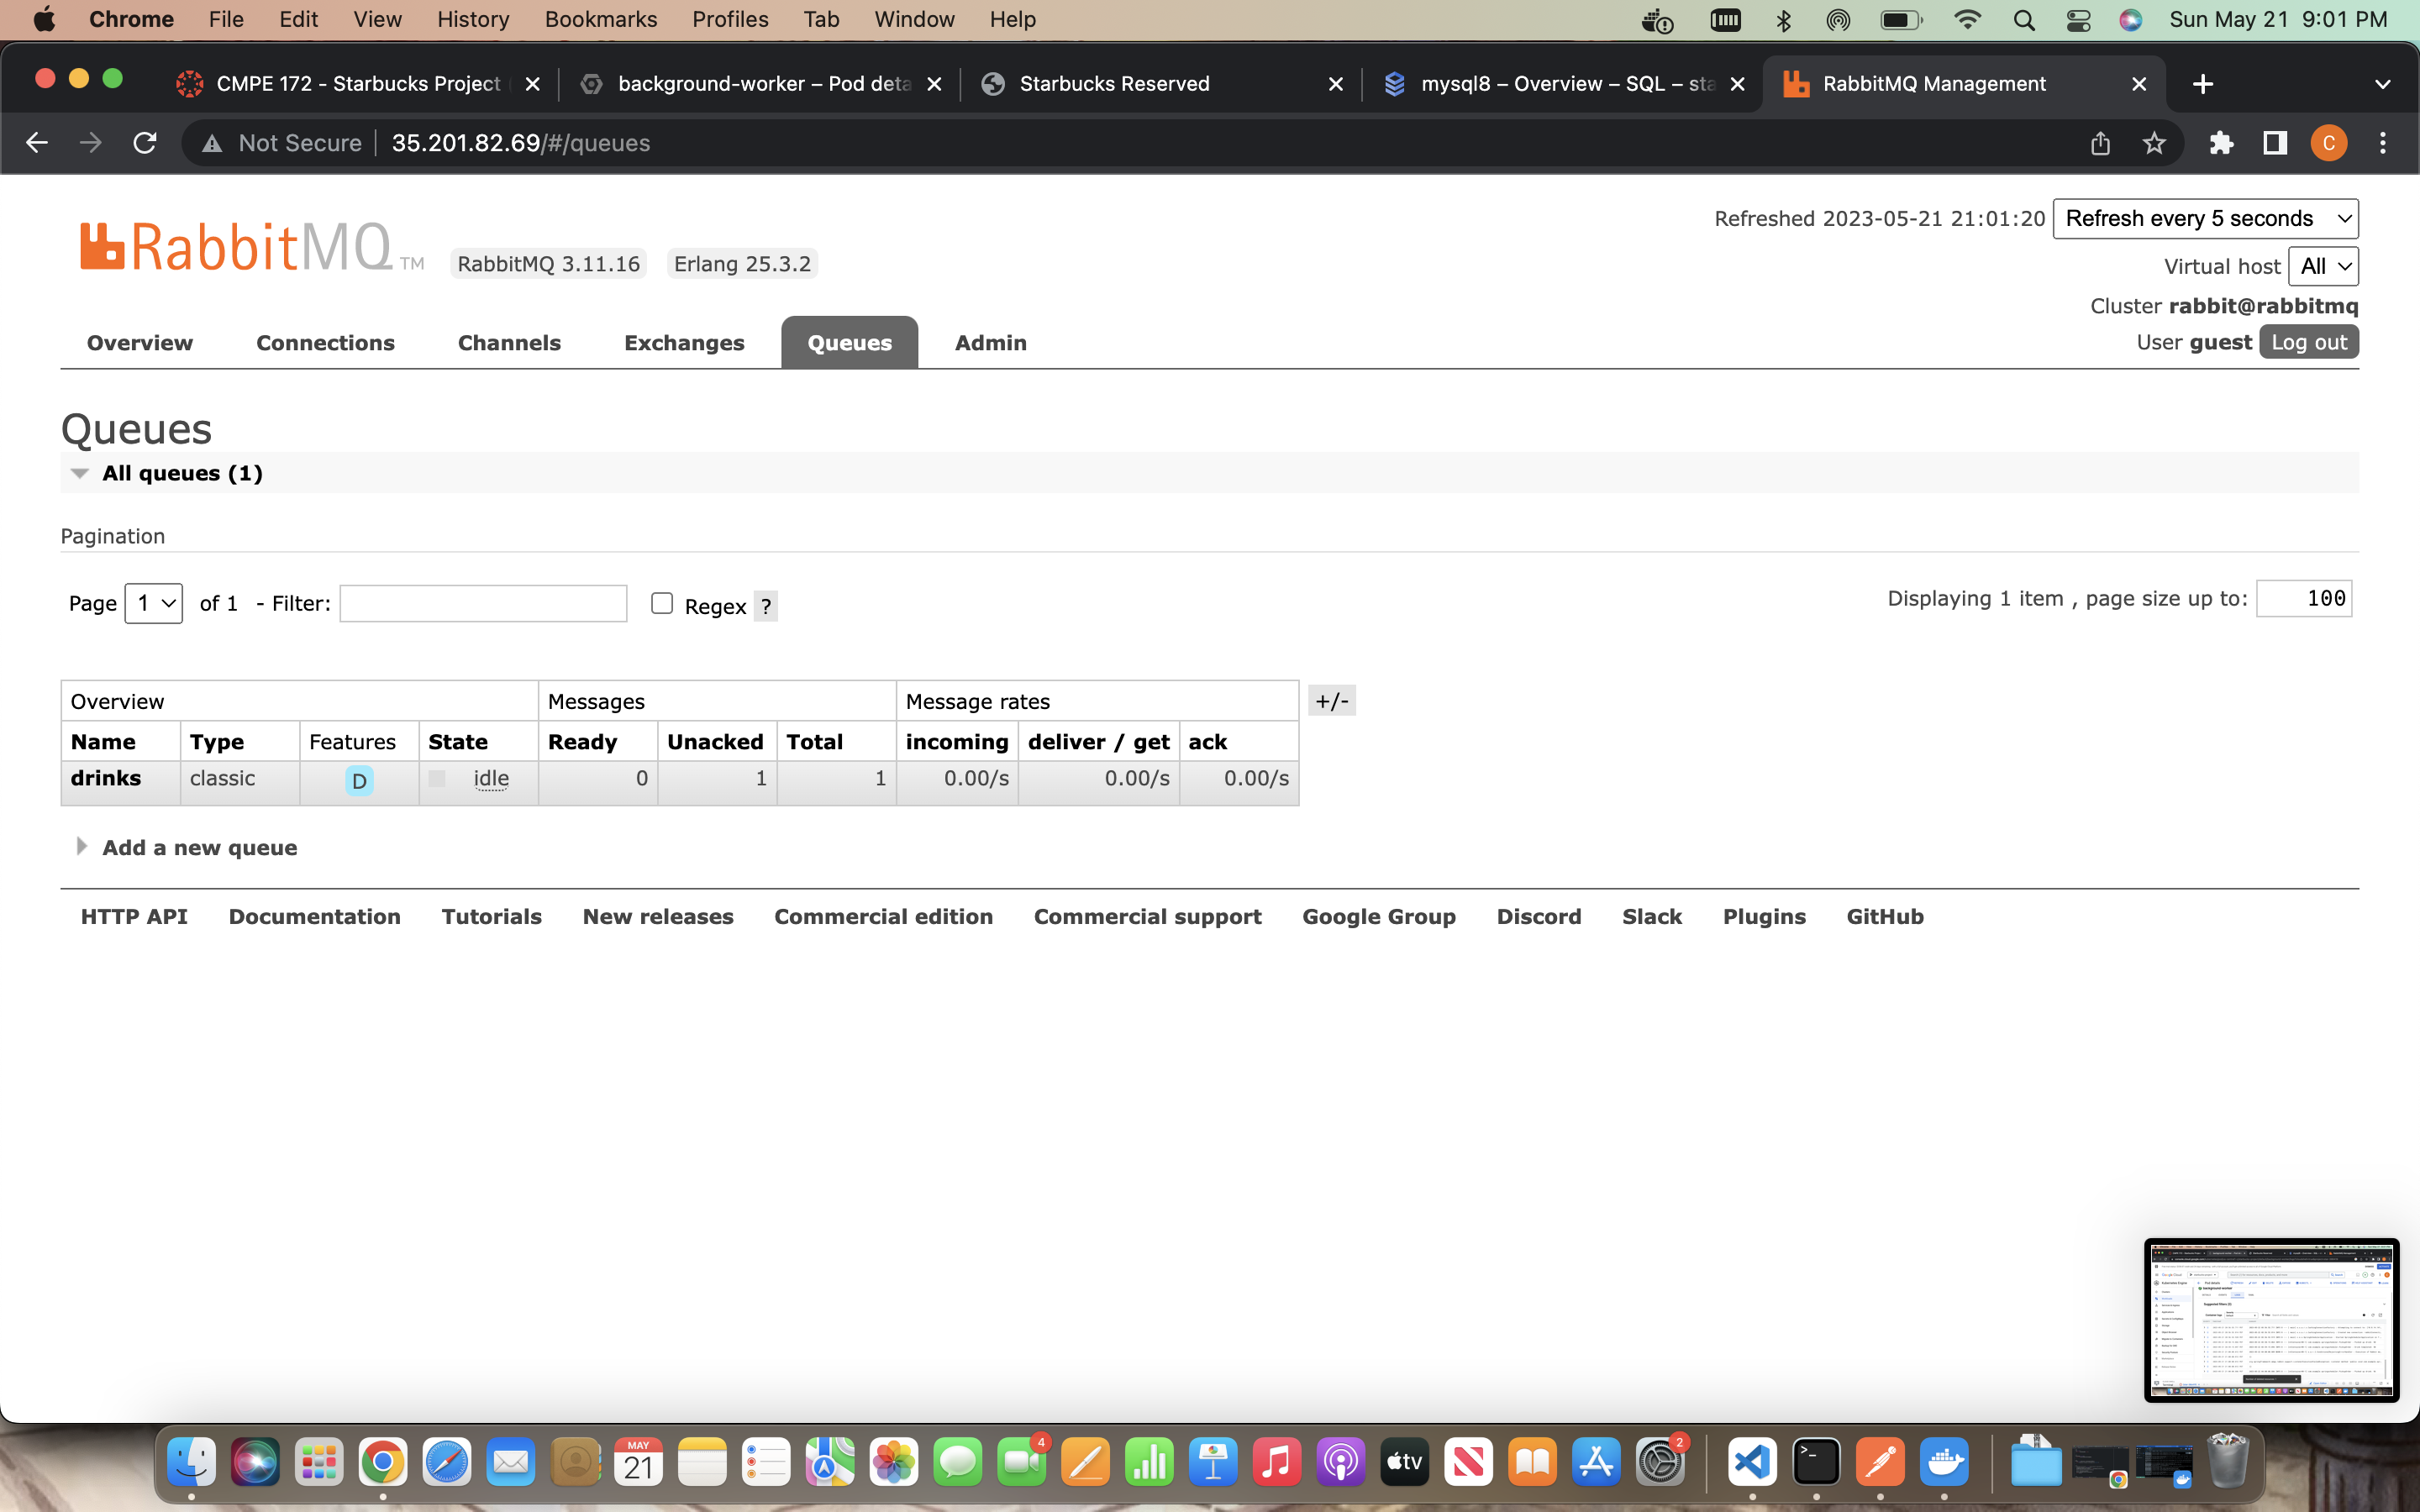 Chrome File Edit View History Bookmarks Profiles Tab Window Help Sun May 21 9:01 PM
CMPE 172 - Starbucks Project background-worker – Pod deta Starbucks Reserved mysql8 – Overview – SQL – sta RabbitMQ Management
Not Secure 35.201.82.69/#/queues C
Refreshed 2023-05-21 21:01:20 Refresh every 5 seconds
RabbitMQ TM RabbitMQ 3.11.16 Erlang 25.3.2
Virtual host All
Cluster rabbit@rabbitmq
User guest Log out
Overview Connections Channels Exchanges Queues Admin
Queues
All queues (1)
Pagination
Page 1 of 1 - Filter: Regex ? Displaying 1 item , page size up to: 100
Overview Messages Message rates +/-
Name Type Features State Ready Unacked Total incoming deliver / get ack
drinks classic D idle 0 1 1 0.00/s 0.00/s 0.00/s
Add a new queue
HTTP API Documentation Tutorials New releases Commercial edition Commercial support Google Group Discord Slack Plugins GitHub
MAY 4 tv 2
21